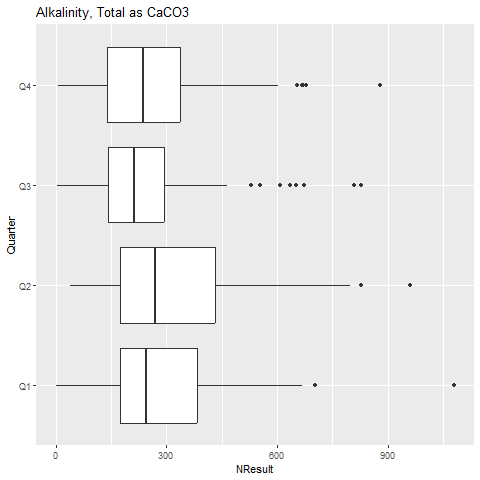 Alkalinity, Total as CaCO3
Q4
Q3
Q2
Q1
Quarter
0
300
600
900
NResult